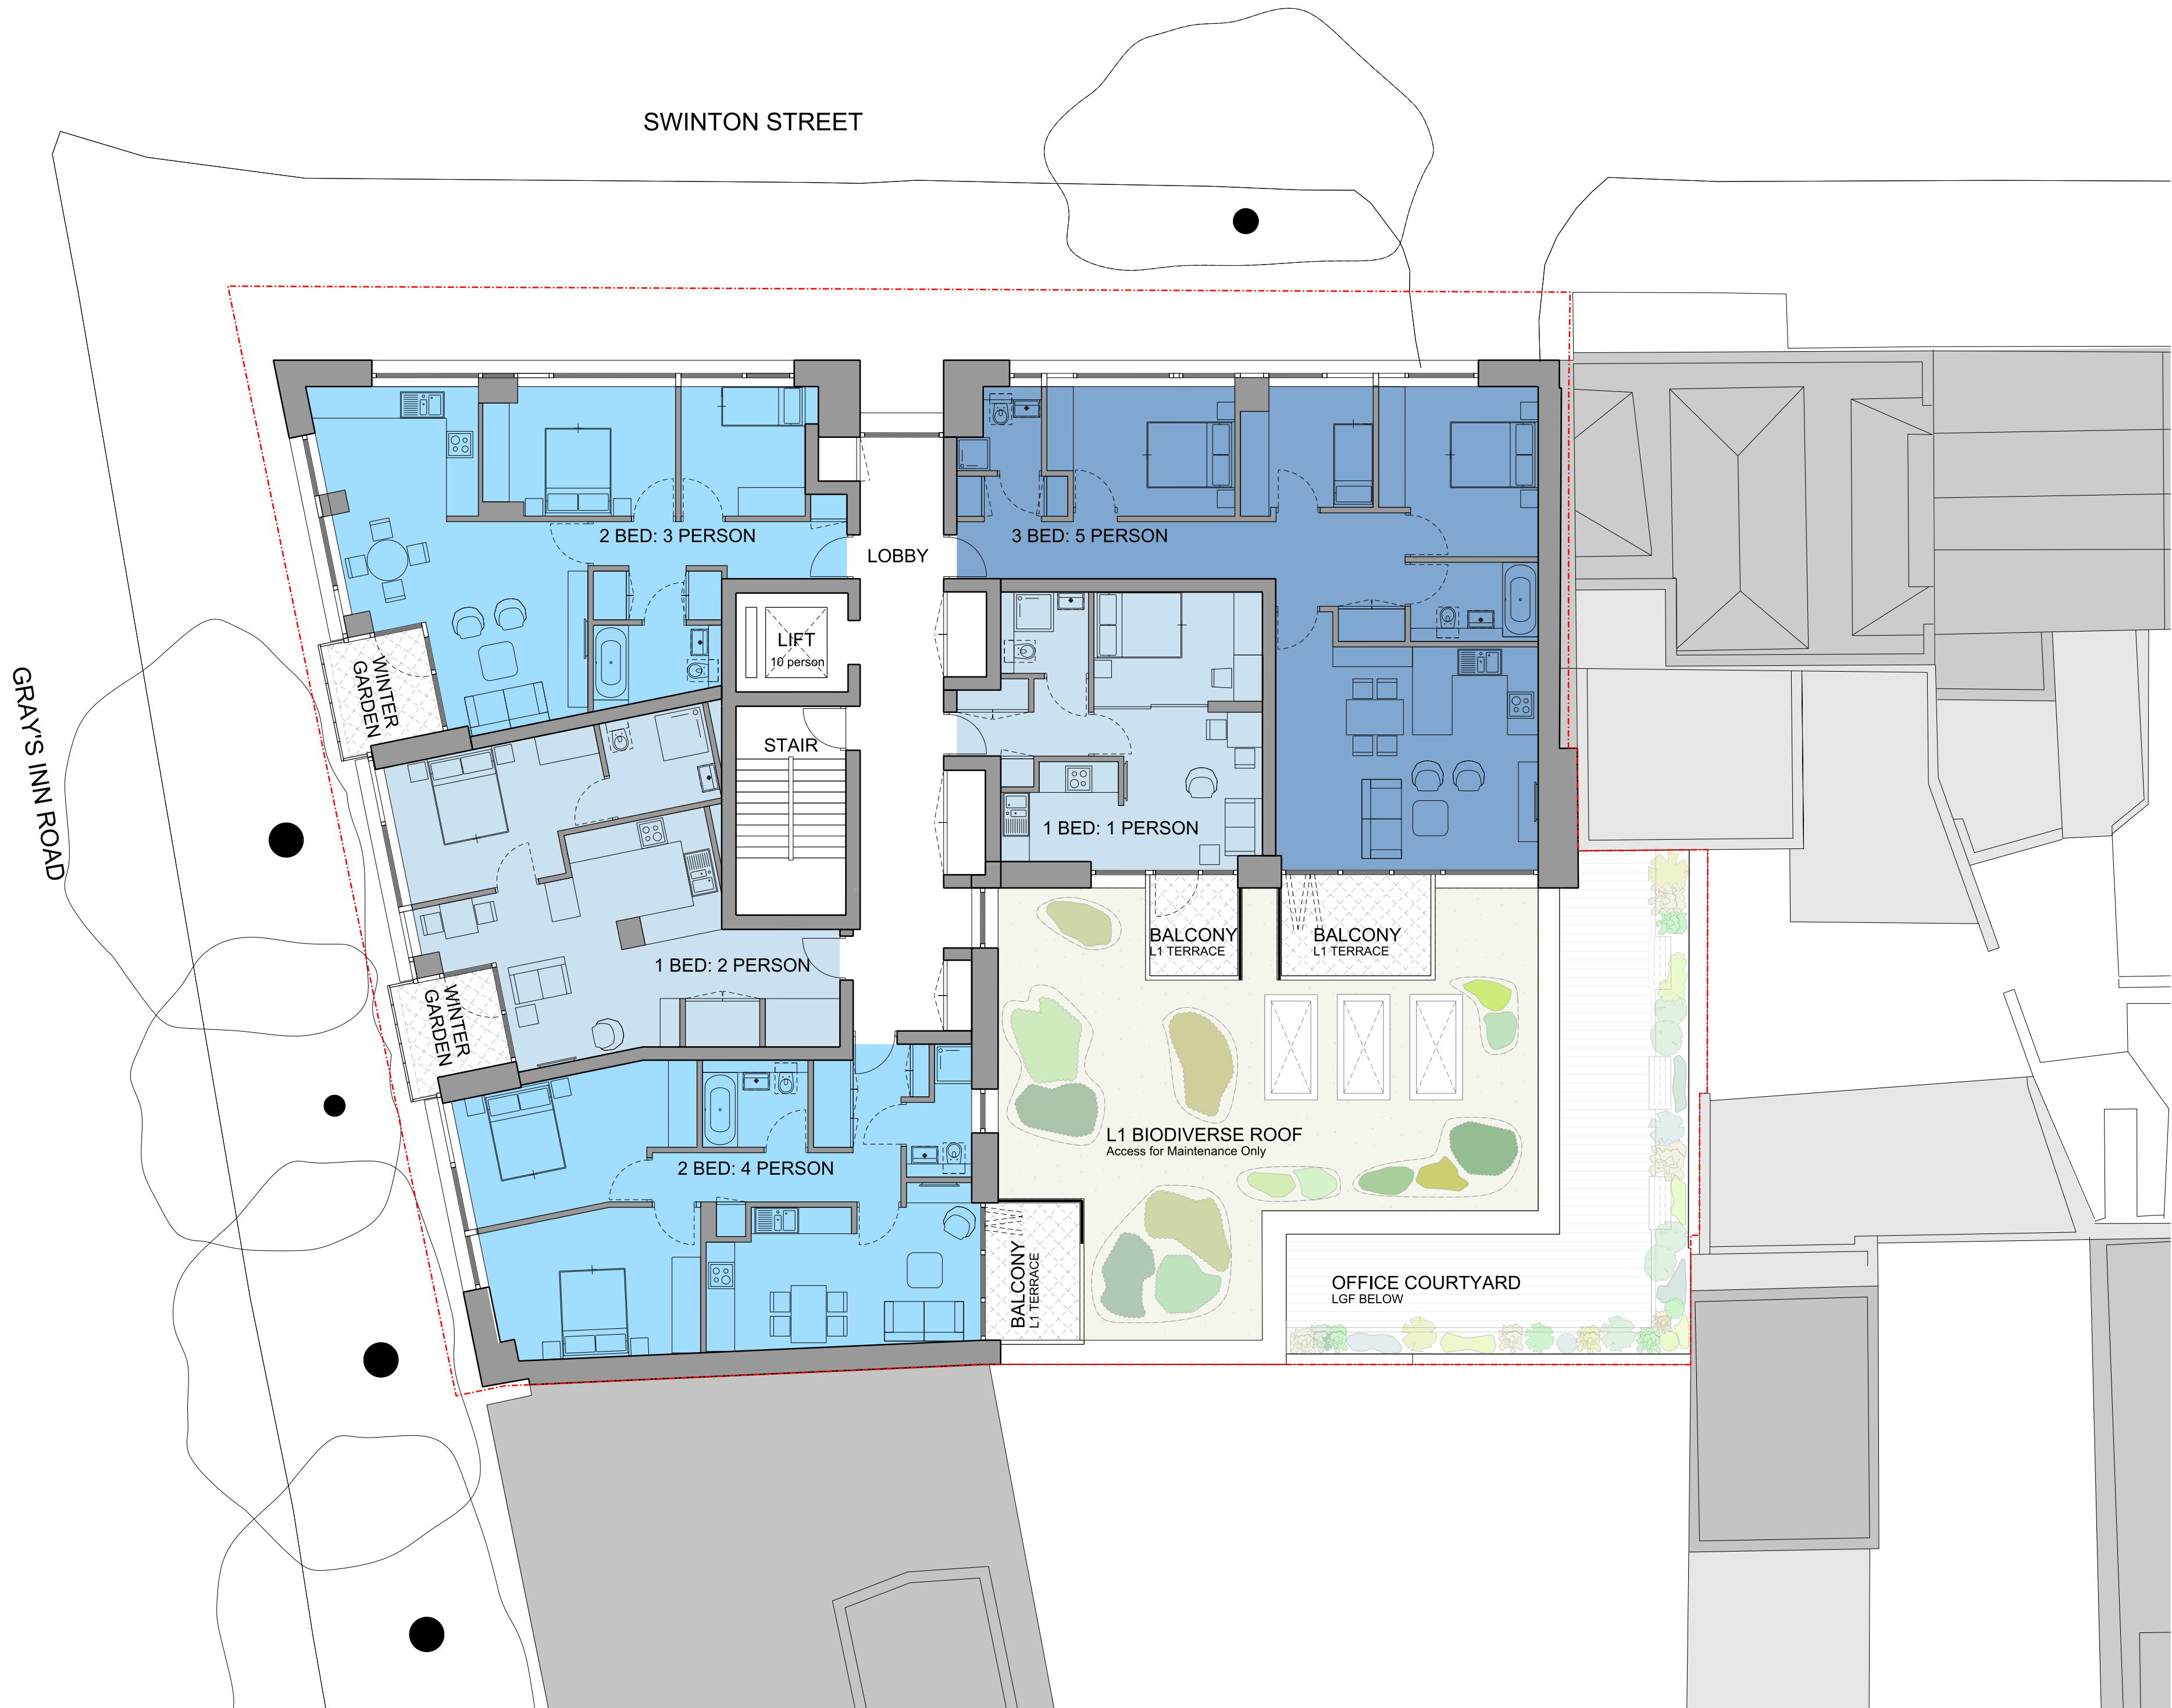 SWINTON STREET
GRAY'S INN ROAD
2 BED: 3 PERSON
LOBBY
3 BED: 5 PERSON
LIFT
10 person
WINTER
GARDEN
STAIR
1 BED: 1 PERSON
BALCONY
L1 TERRACE
BALCONY
L1 TERRACE
1 BED: 2 PERSON
WINTER
GARDEN
L1 BIODIVERSE ROOF
Access for Maintenance Only
2 BED: 4 PERSON
BALCONY
L1 TERRACE
OFFICE COURTYARD
LGF BELOW